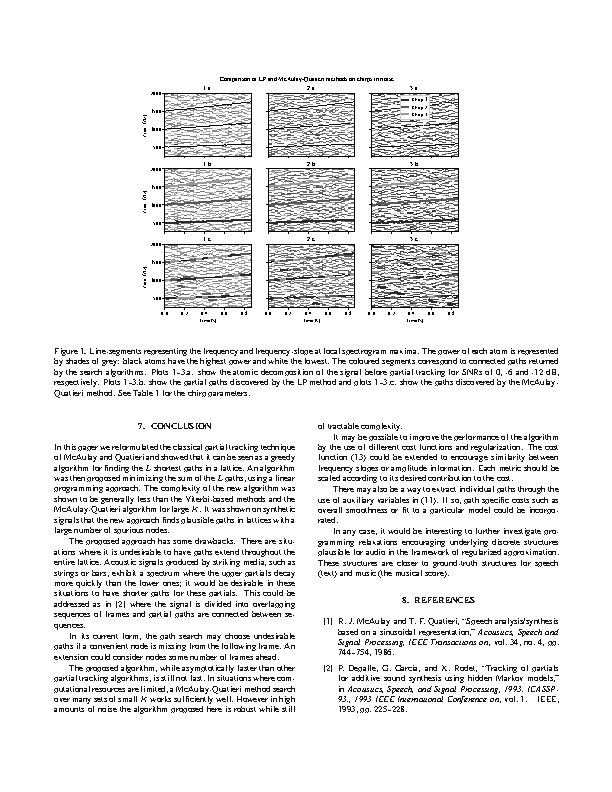 Comparison of LP and McAulay-Quatieri methods on chirps in noise.
1 a
2 a
3 a
Chirp 1
Chirp 2
Chirp 3
1 b
2 b
3 b
1 c
2 c
3 c
Figure 1. Line-segments representing the frequency and frequency-slope at local spectrogram maxima. The power of each atom is represented
by shades of grey: black atoms have the highest power and white the lowest. The coloured segments correspond to connected paths returned
by the search algorithms. Plots 1–3.a. show the atomic decomposition of the signal before partial tracking for SNRs of 0, -6 and -12 dB,
respectively. Plots 1–3.b. show the partial paths discovered by the LP method and plots 1–3.c. show the paths discovered by the McAulay-
Quatieri method. See Table 1 for the chirp parameters.
7. CONCLUSION
In this paper we reformulated the classical partial tracking technique
of McAulay and Quatieri and showed that it can be seen as a greedy
algorithm for finding the L shortest paths in a lattice. An algorithm
was then proposed minimizing the sum of the L paths, using a linear
programming approach. The complexity of the new algorithm was
shown to be generally less than the Viterbi-based methods and the
McAulay-Quatieri algorithm for large K. It was shown on synthetic
signals that the new approach finds plausible paths in lattices with a
large number of spurious nodes.
The proposed approach has some drawbacks. There are situ-
ations where it is undesirable to have paths extend throughout the
entire lattice. Acoustic signals produced by striking media, such as
strings or bars, exhibit a spectrum where the upper partials decay
more quickly than the lower ones; it would be desirable in these
situations to have shorter paths for these partials. This could be
addressed as in [2] where the signal is divided into overlapping
sequences of frames and partial paths are connected between se-
quences.
In its current form, the path search may choose undesirable
paths if a convenient node is missing from the following frame. An
extension could consider nodes some number of frames ahead.
The proposed algorithm, while asymptotically faster than other
partial tracking algorithms, is still not fast. In situations where com-
putational resources are limited, a McAulay-Quatieri method search
over many sets of small K works sufficiently well. However in high
amounts of noise the algorithm proposed here is robust while still
of tractable complexity.
It may be possible to improve the performance of the algorithm
by the use of different cost functions and regularization. The cost
function (13) could be extended to encourage similarity between
frequency slopes or amplitude information. Each metric should be
scaled according to its desired contribution to the cost.
There may also be a way to extract individual paths through the
use of auxiliary variables in (11). If so, path specific costs such as
overall smoothness or fit to a particular model could be incorpo-
rated.
In any case, it would be interesting to further investigate pro-
gramming relaxations encouraging underlying discrete structures
plausible for audio in the framework of regularized approximation.
These structures are closer to ground-truth structures for speech
(text) and music (the musical score).
8. REFERENCES
[1] R. J. McAulay and T. F. Quatieri, “Speech analysis/synthesis
based on a sinusoidal representation,” Acoustics, Speech and
Signal Processing, IEEE Transactions on, vol. 34, no. 4, pp.
744–754, 1986.
[2] P. Depalle, G. Garcia, and X. Rodet, “Tracking of partials
for additive sound synthesis using hidden Markov models,”
in Acoustics, Speech, and Signal Processing, 1993. ICASSP-
93., 1993 IEEE International Conference on, vol. 1. IEEE,
1993, pp. 225–228.